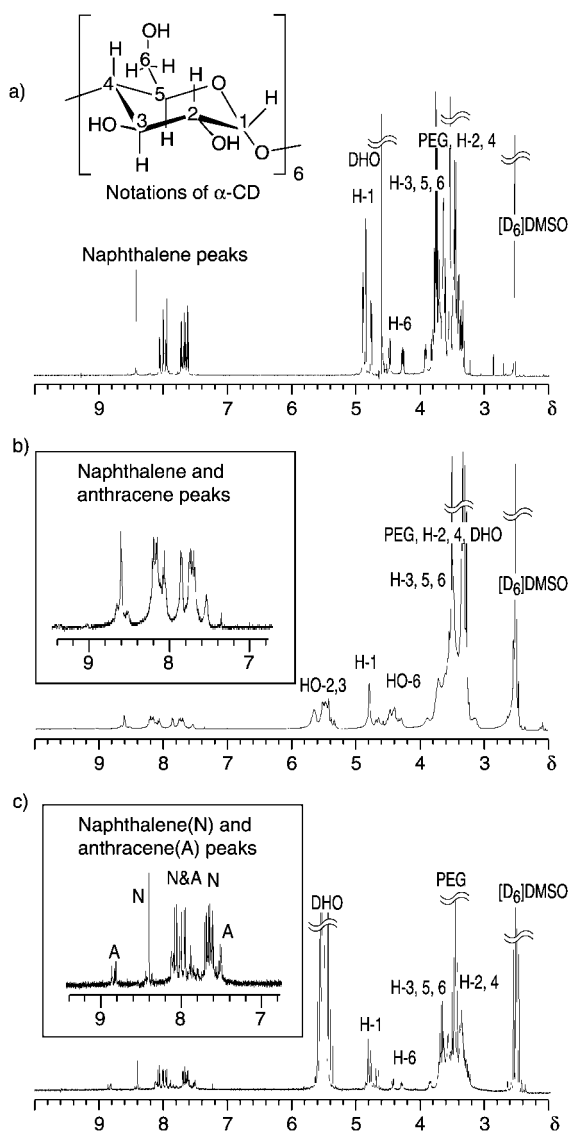 a)
OH
H
6
H
H
H
4
5
O
H
HO
3
2
1
H
OH
O
H
6
Notations of α-CD
DHO
PEG, H-2, 4
H-1
H-3, 5, 6
[D6]DMSO
Naphthalene peaks
H-6
9 8 7 6 5 4 3 δ
b)
Naphthalene and
anthracene peaks
9 8 7
PEG, H-2, 4, DHO
H-3, 5, 6
[D6]DMSO
H-1
HO-2,3
HO-6
9 8 7 6 5 4 3 δ
c)
Naphthalene(N) and
anthracene(A) peaks
N N&A N
A A
9 8 7
DHO
PEG
[D6]DMSO
H-3, 5, 6
H-2, 4
H-1
H-6
9 8 7 6 5 4 3 δ